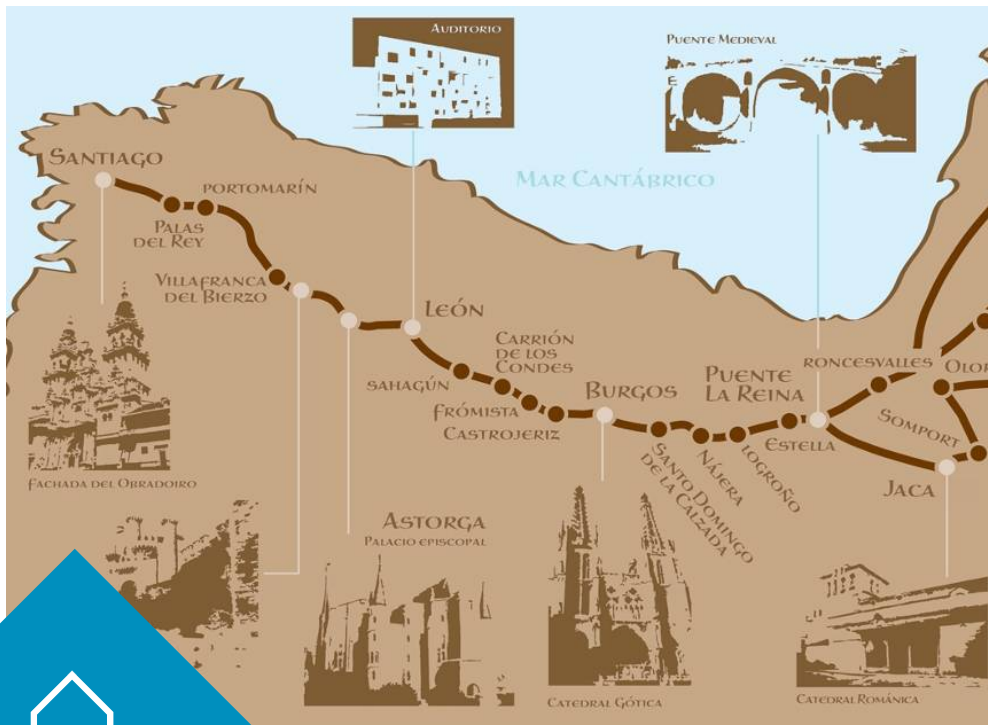 AUDITORIO
PUENTE MEDIEVAL
SANTIAGO
MAR CANTÁBRICO
PORTOMARÍN
PALAS
DEL REY
VILLAFRANCA
DEL BIERZO
LEÓN
CARRIÓN
DE LOS
CONDES
SAHAGÚN
FRÓMISTA
CASTROJERIZ
BURGOS
PUENTE
LA REINA
RONCESVALLES
OLOR
SOMPORT
ESTELLA
LOGROÑO
NÁJERA
SANTO DOMINGO
DE LA CALZADA
JACA
FACHADA DEL OBRADOIRO
ASTORGA
PALACIO EPISCOPAL
CATEDRAL GÓTICA
CATEDRAL ROMÁNICA